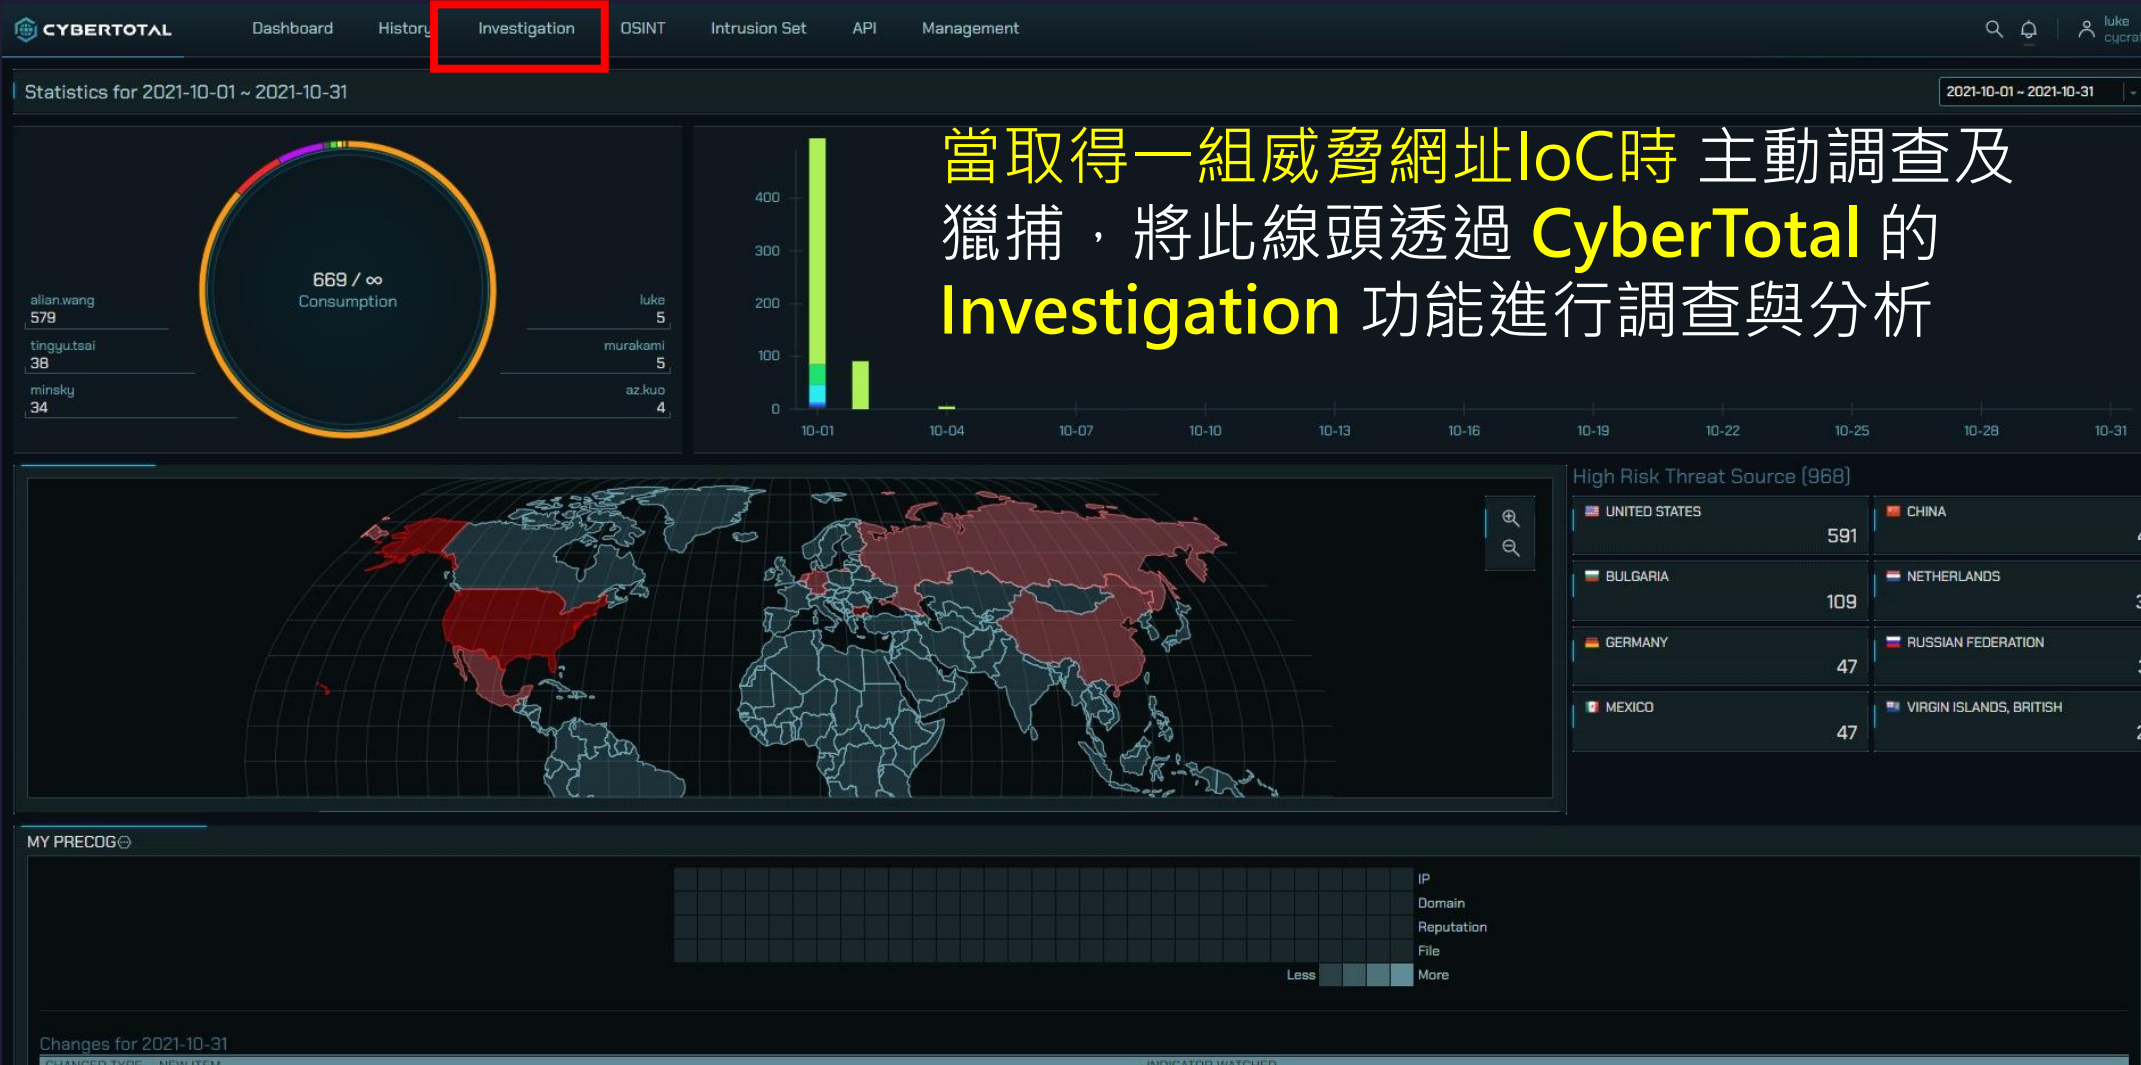 CYBERTOTAL
Dashboard History Investigation OSINT Intrusion Set API Management
luke
Statistics for 2021-10-01 ~ 2021-10-31
2021-10-01 ~ 2021-10-31
當取得一組威脅網址IoC時 主動調查及
獵捕，將此線頭透過 CyberTotal 的
Investigation 功能進行調查與分析
669 / ∞
Consumption
alian.wang
579
tingyu.tsai
38
minsky
34
luke
5
murakami
5
az.kuo
4
400
300
200
100
0
10-01 10-04 10-07 10-10 10-13 10-16 10-19 10-22 10-25 10-28 10-31
High Risk Threat Source (968)
UNITED STATES
591
CHINA
BULGARIA
109
NETHERLANDS
GERMANY
47
RUSSIAN FEDERATION
MEXICO
47
VIRGIN ISLANDS, BRITISH
MY PRECOG
IP
Domain
Reputation
File
Less More
Changes for 2021-10-31